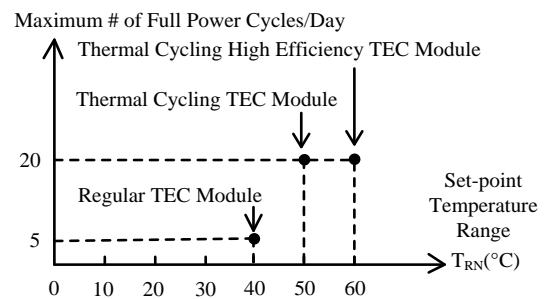 Maximum # of Full Power Cycles/Day
Thermal Cycling High Efficiency TEC Module
Thermal Cycling TEC Module
20
Regular TEC Module
Set-point
Temperature
Range
5
T_RN(°C)
0 10 20 30 40 50 60